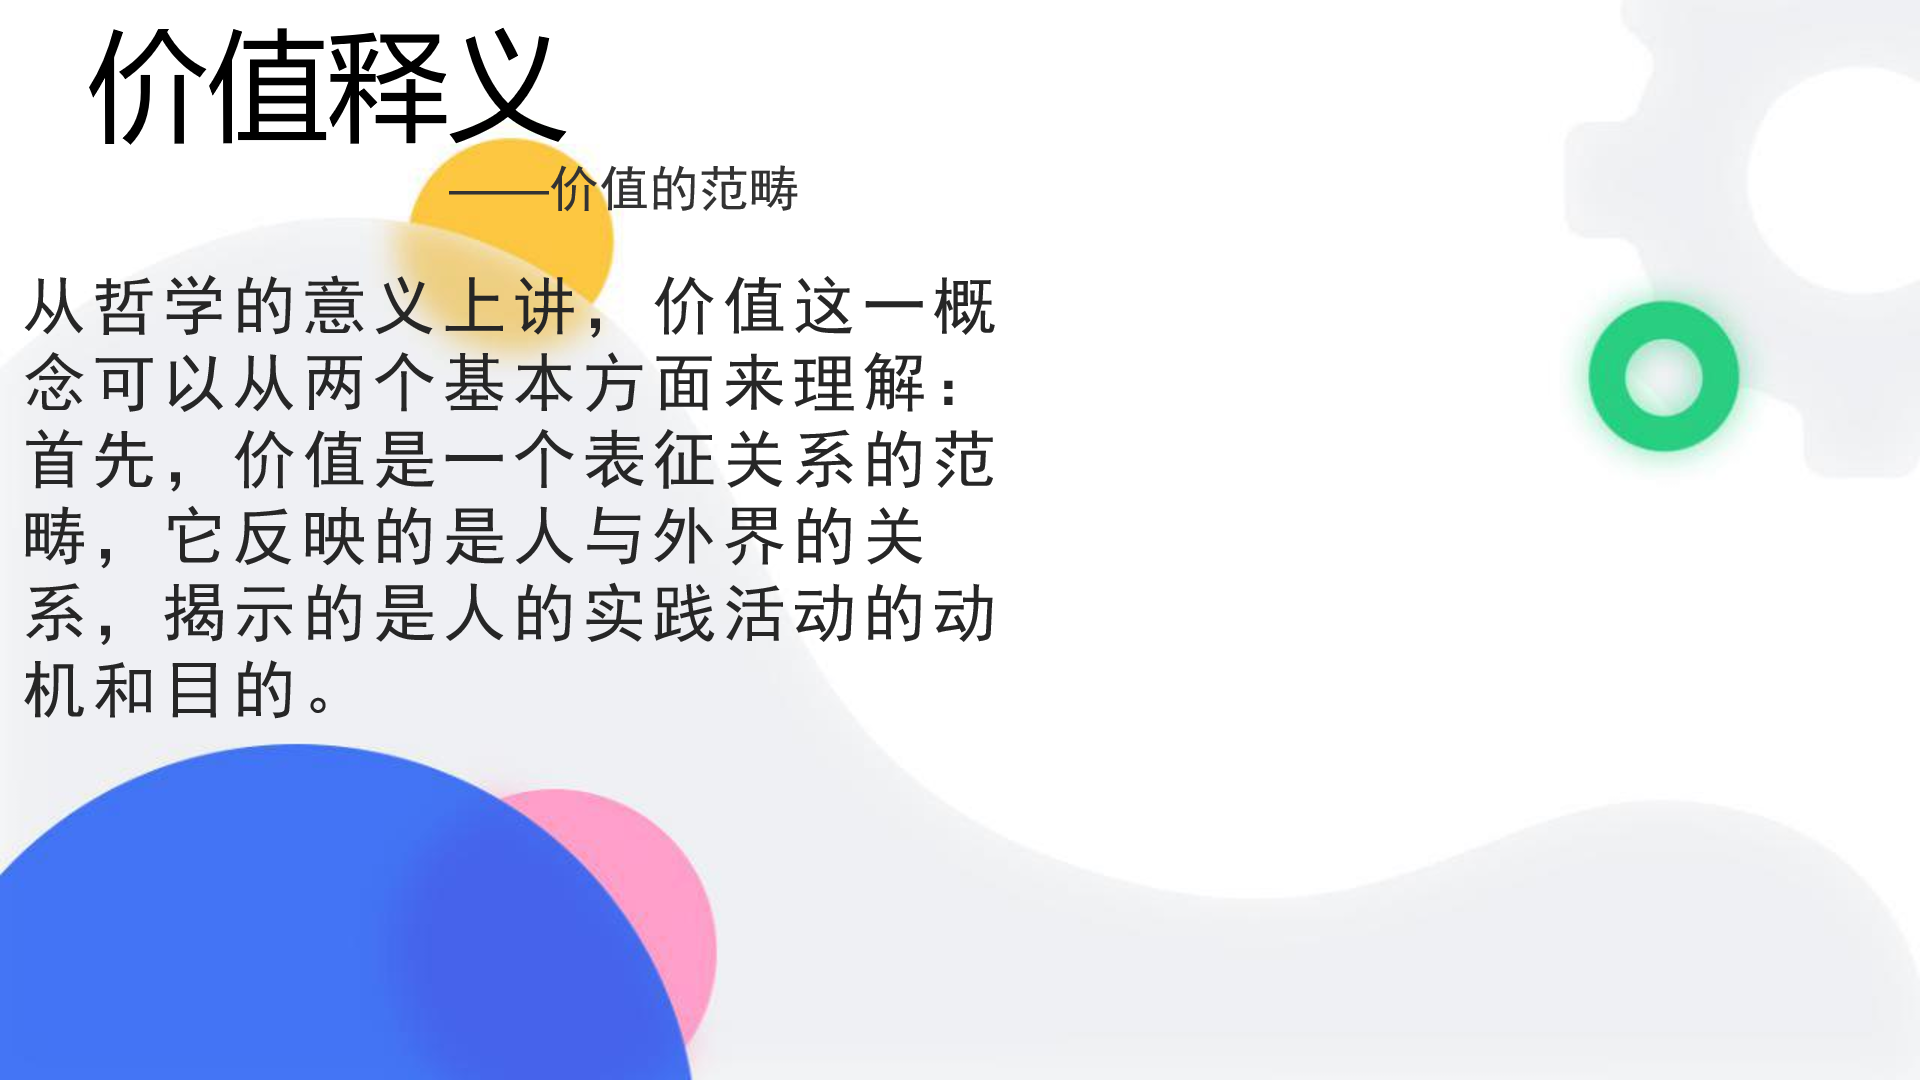 价值释义
——价值的范畴
从哲学的意义上讲，价值这一概
念可以从两个基本方面来理解：
首先，价值是一个表征关系的范
畴，它反映的是人与外界的关
系，揭示的是人的实践活动的动
机和目的。